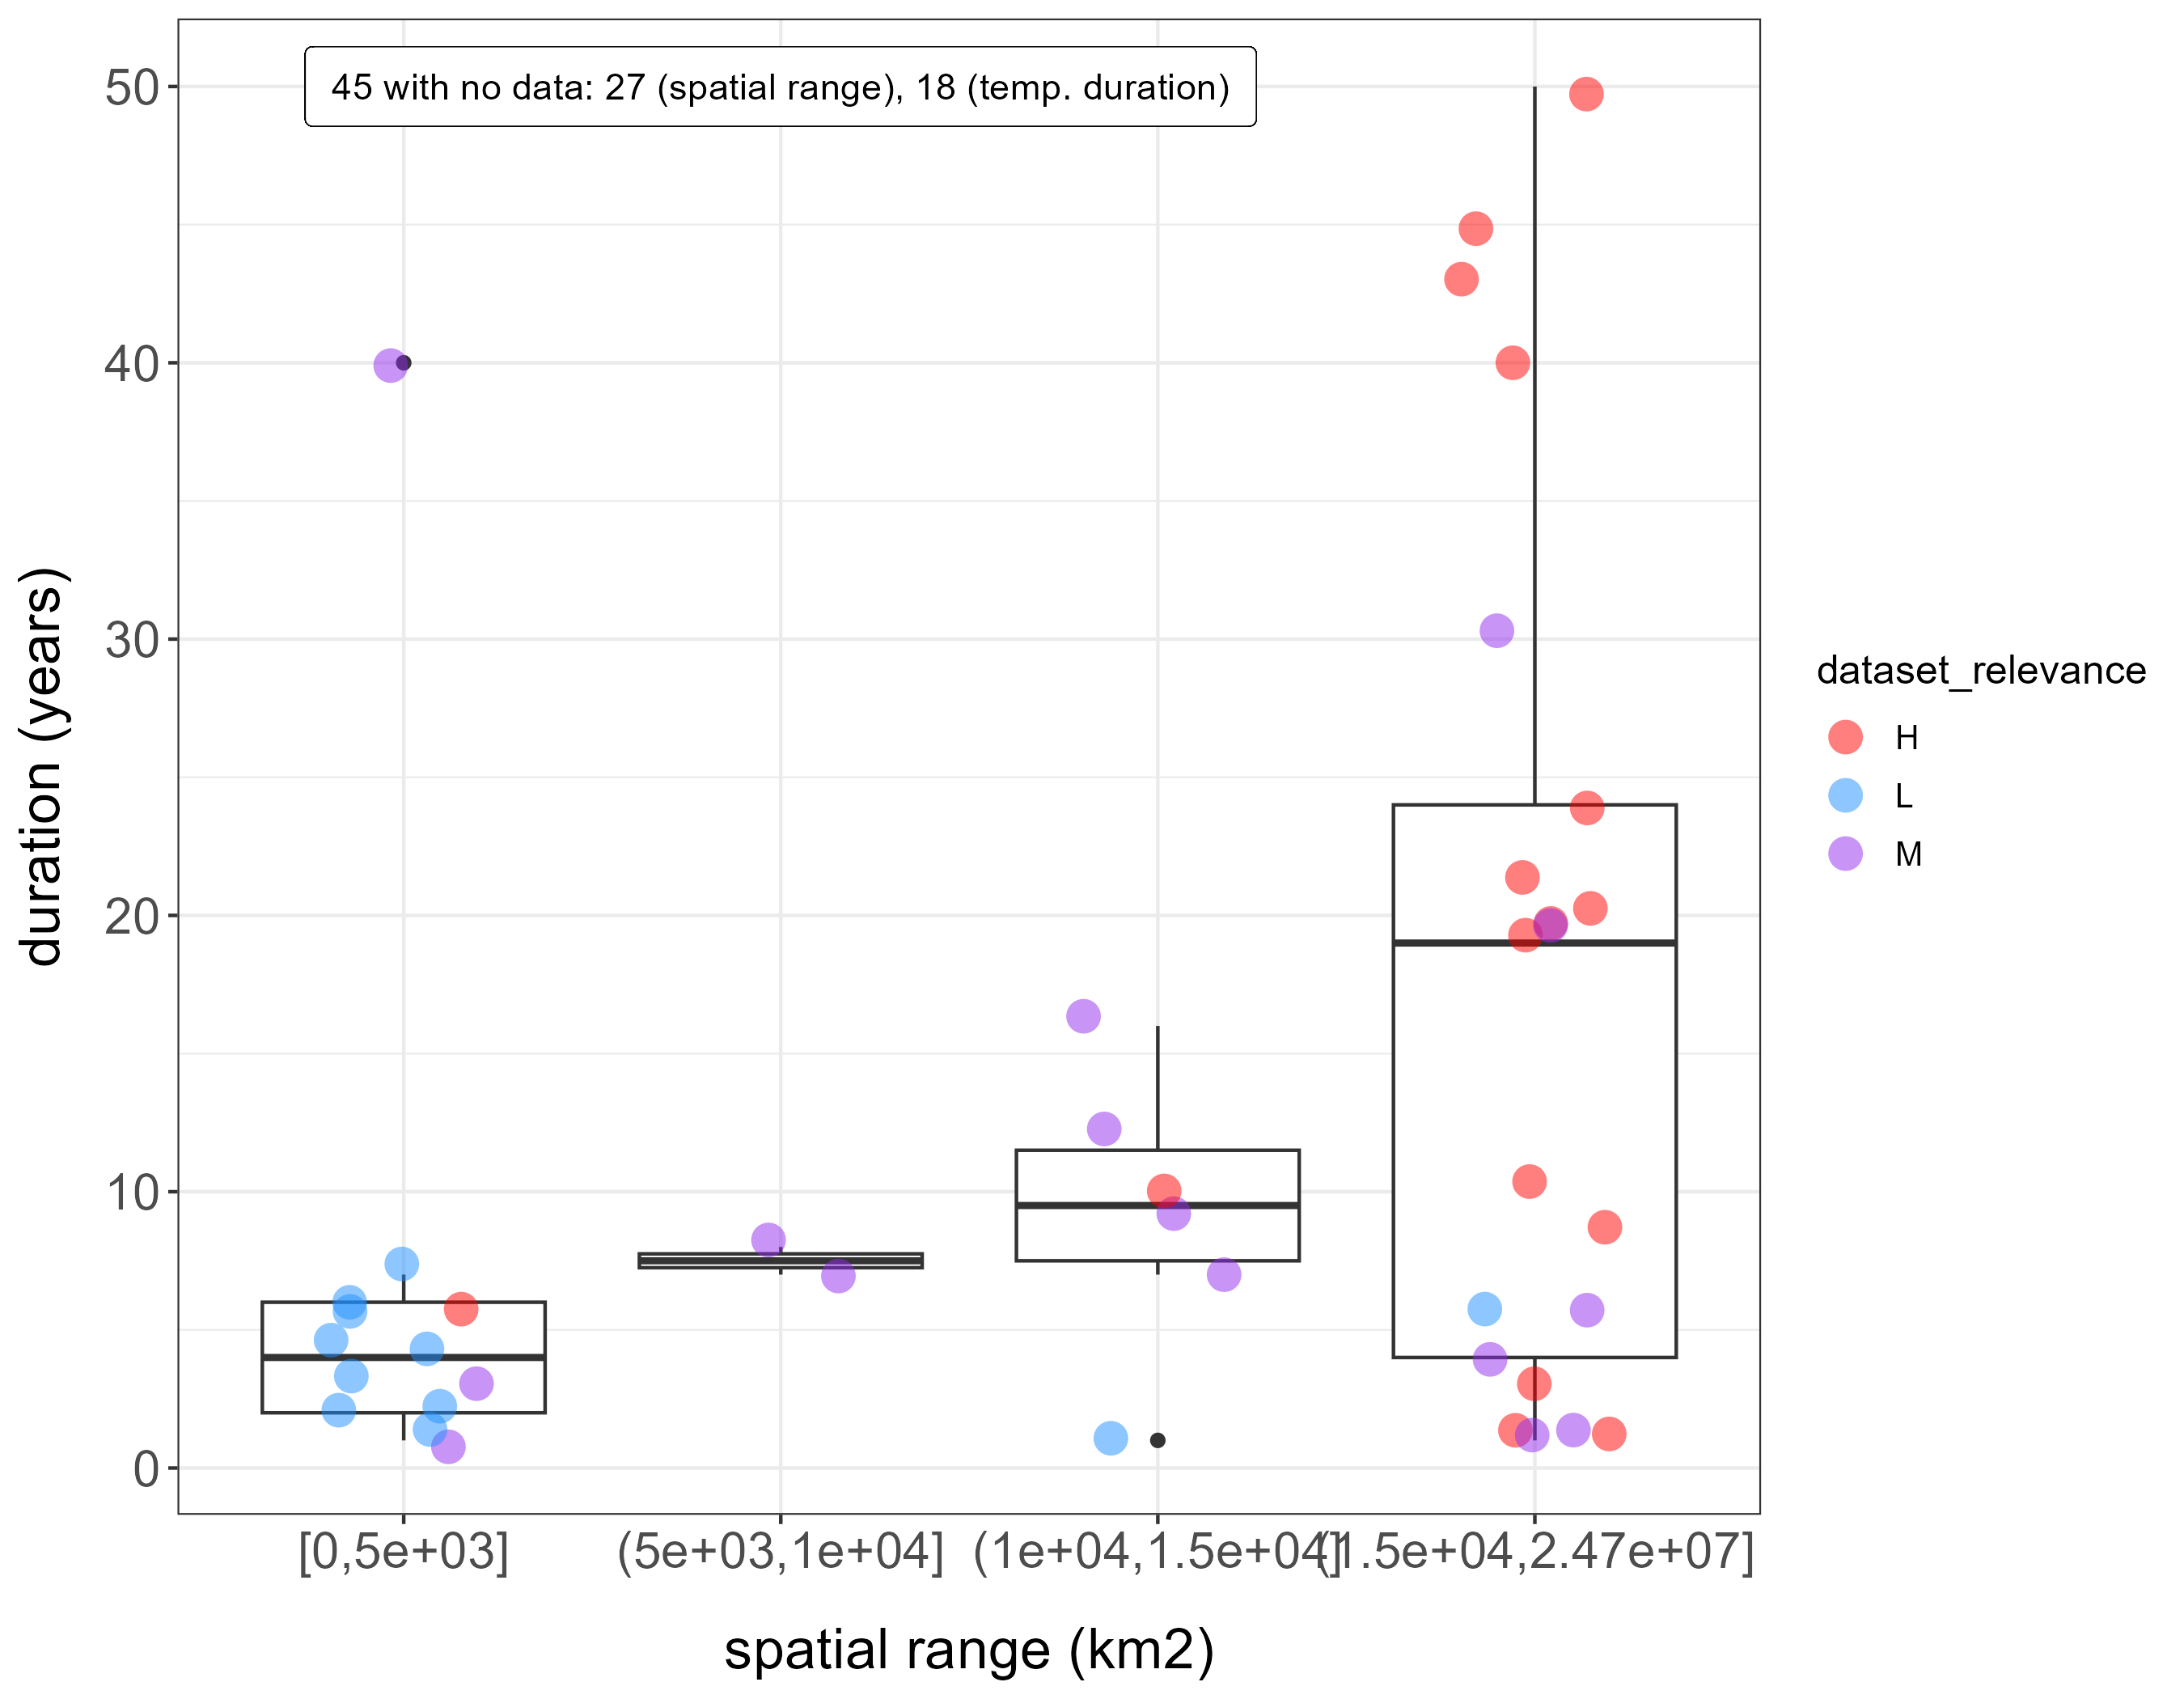 45 with no data: 27 (spatial range), 18 (temp. duration)
50
40
30
20
10
0
duration (years)
[0,5e+03]
(5e+03,1e+04]
(1e+04,1.5e+04]
(1.5e+04,2.47e+07]
spatial range (km2)
dataset_relevance
H
L
M